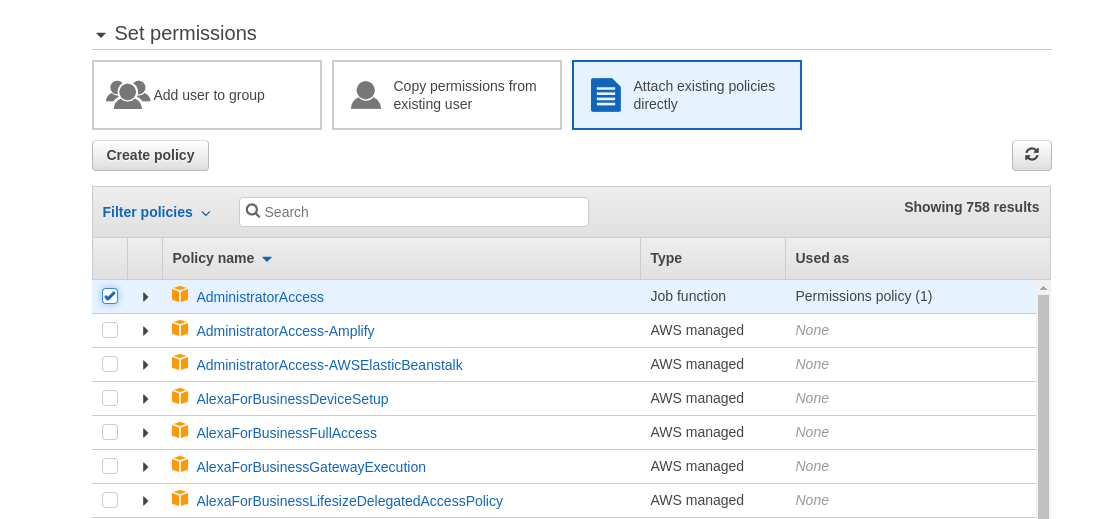 Set permissions
Add user to group
Copy permissions from
existing user
Attach existing policies
directly
Create policy
Filter policies
Search
Showing 758 results
Policy name Type Used as
AdministratorAccess Job function Permissions policy (1)
AdministratorAccess-Amplify AWS managed None
AdministratorAccess-AWSElasticBeanstalk AWS managed None
AlexaForBusinessDeviceSetup AWS managed None
AlexaForBusinessFullAccess AWS managed None
AlexaForBusinessGatewayExecution AWS managed None
AlexaForBusinessLifesizeDelegatedAccessPolicy AWS managed None